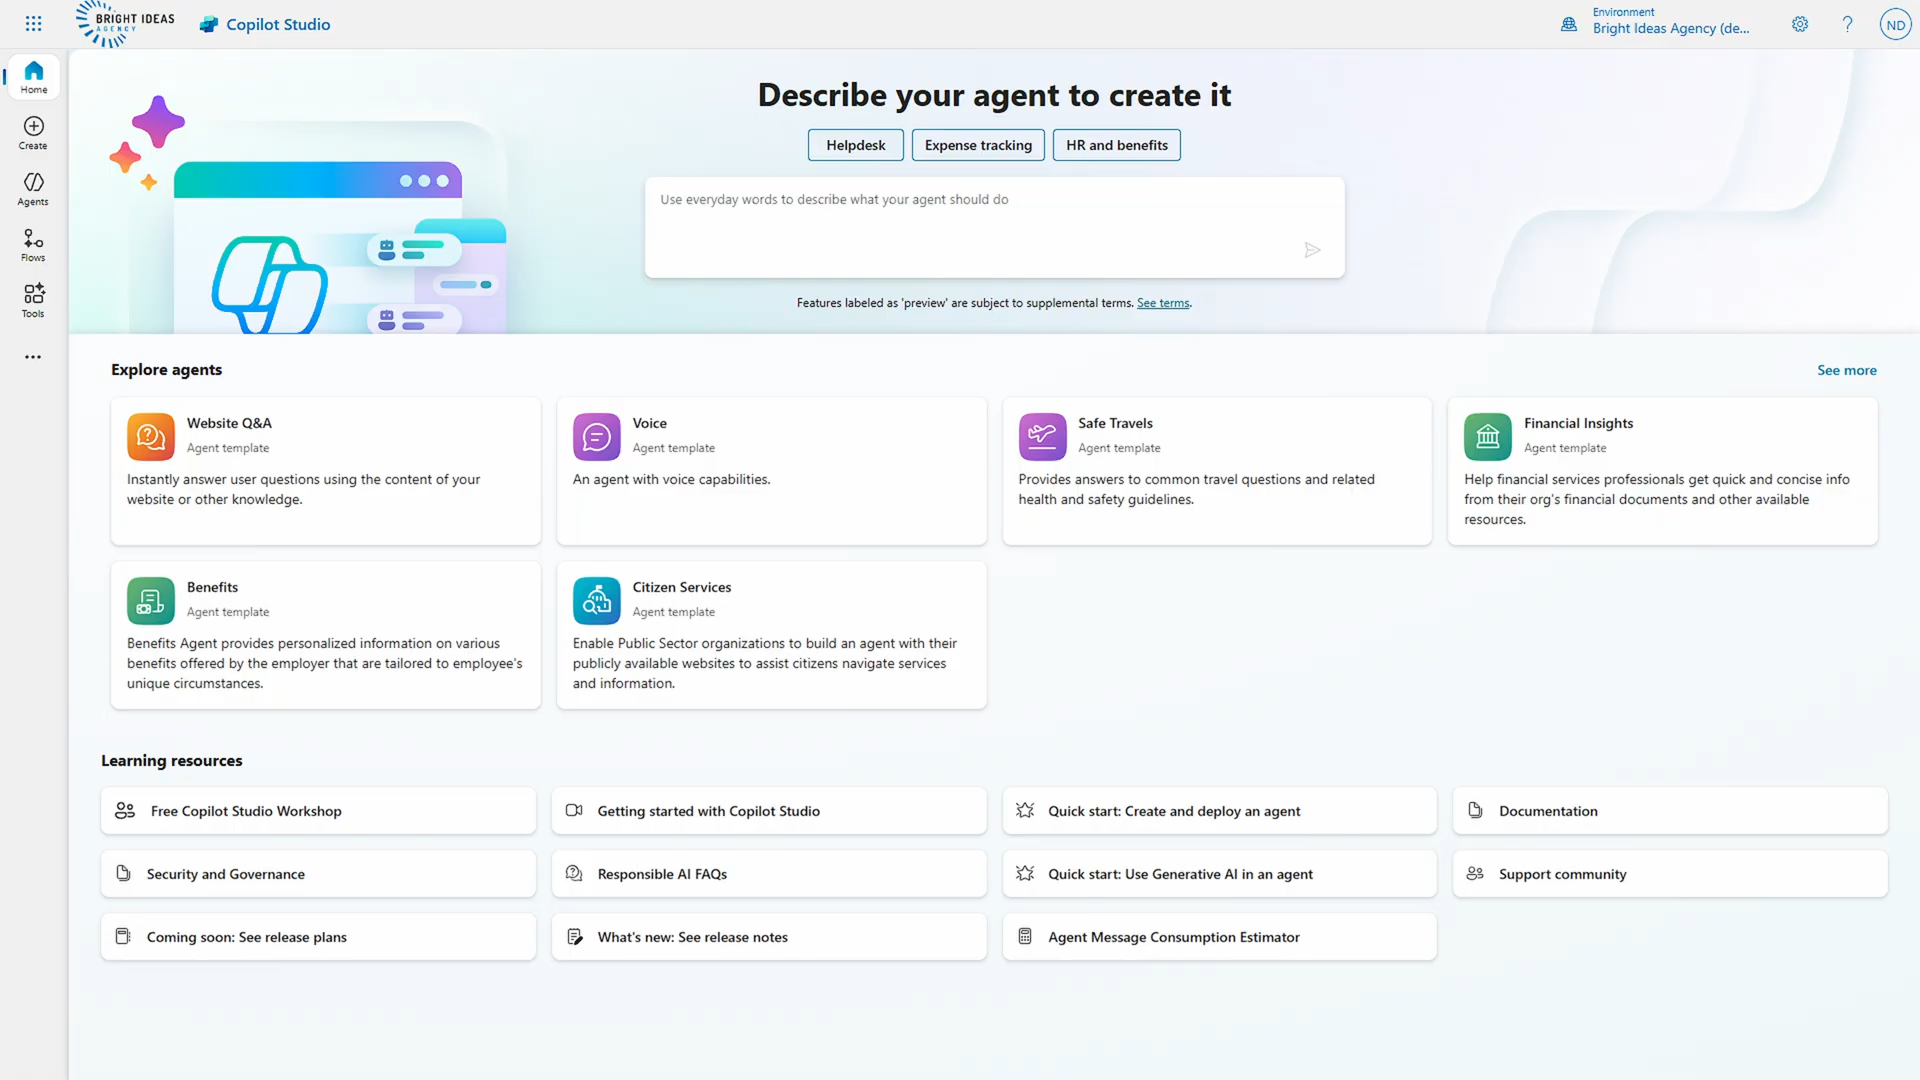 BRIGHT IDEAS
AGENCY
Copilot Studio
Environment
Bright Ideas Agency (de...
?
ND
Home
Create
Agents
Flows
Tools
Describe your agent to create it
Helpdesk
Expense tracking
HR and benefits
Use everyday words to describe what your agent should do
Features labeled as 'preview' are subject to supplemental terms. See terms.
Explore agents
See more
Website Q&A
Agent template
Instantly answer user questions using the content of your
website or other knowledge.
Voice
Agent template
An agent with voice capabilities.
Safe Travels
Agent template
Provides answers to common travel questions and related
health and safety guidelines.
Financial Insights
Agent template
Help financial services professionals get quick and concise info
from their org's financial documents and other available
resources.
Benefits
Agent template
Benefits Agent provides personalized information on various
benefits offered by the employer that are tailored to employee's
unique circumstances.
Citizen Services
Agent template
Enable Public Sector organizations to build an agent with their
publicly available websites to assist citizens navigate services
and information.
Learning resources
Free Copilot Studio Workshop
Getting started with Copilot Studio
Quick start: Create and deploy an agent
Documentation
Security and Governance
Responsible AI FAQs
Quick start: Use Generative AI in an agent
Support community
Coming soon: See release plans
What's new: See release notes
Agent Message Consumption Estimator